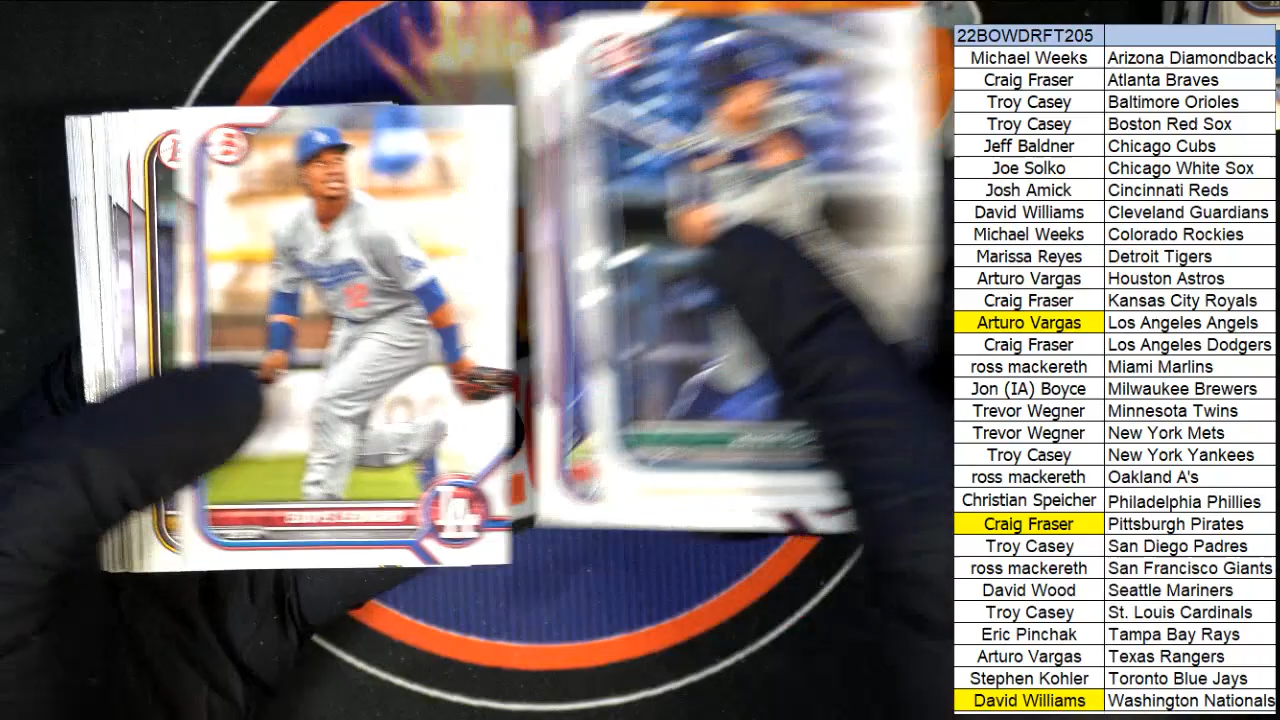 22BOWDRFT205
Michael Weeks Arizona Diamondbacks
Craig Fraser Atlanta Braves
Troy Casey Baltimore Orioles
Troy Casey Boston Red Sox
Jeff Baldner Chicago Cubs
Joe Solko Chicago White Sox
Josh Amick Cincinnati Reds
David Williams Cleveland Guardians
Michael Weeks Colorado Rockies
Marissa Reyes Detroit Tigers
Arturo Vargas Houston Astros
Craig Fraser Kansas City Royals
Arturo Vargas Los Angeles Angels
Craig Fraser Los Angeles Dodgers
ross mackereth Miami Marlins
Jon (IA) Boyce Milwaukee Brewers
Trevor Wegner Minnesota Twins
Trevor Wegner New York Mets
Troy Casey New York Yankees
ross mackereth Oakland A's
Christian Speicher Philadelphia Phillies
Craig Fraser Pittsburgh Pirates
Troy Casey San Diego Padres
ross mackereth San Francisco Giants
David Wood Seattle Mariners
Troy Casey St. Louis Cardinals
Eric Pinchak Tampa Bay Rays
Arturo Vargas Texas Rangers
Stephen Kohler Toronto Blue Jays
David Williams Washington Nationals
12
LA